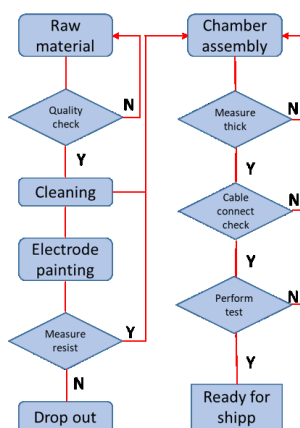 Raw
material
Quality
check
N
Y
Cleaning
Electrode
painting
Measure
resist
Y
N
Drop out
Chamber
assembly
Measure
thick
N
Y
Cable
connect
check
N
Y
Perform
test
N
Y
Ready for
shipp